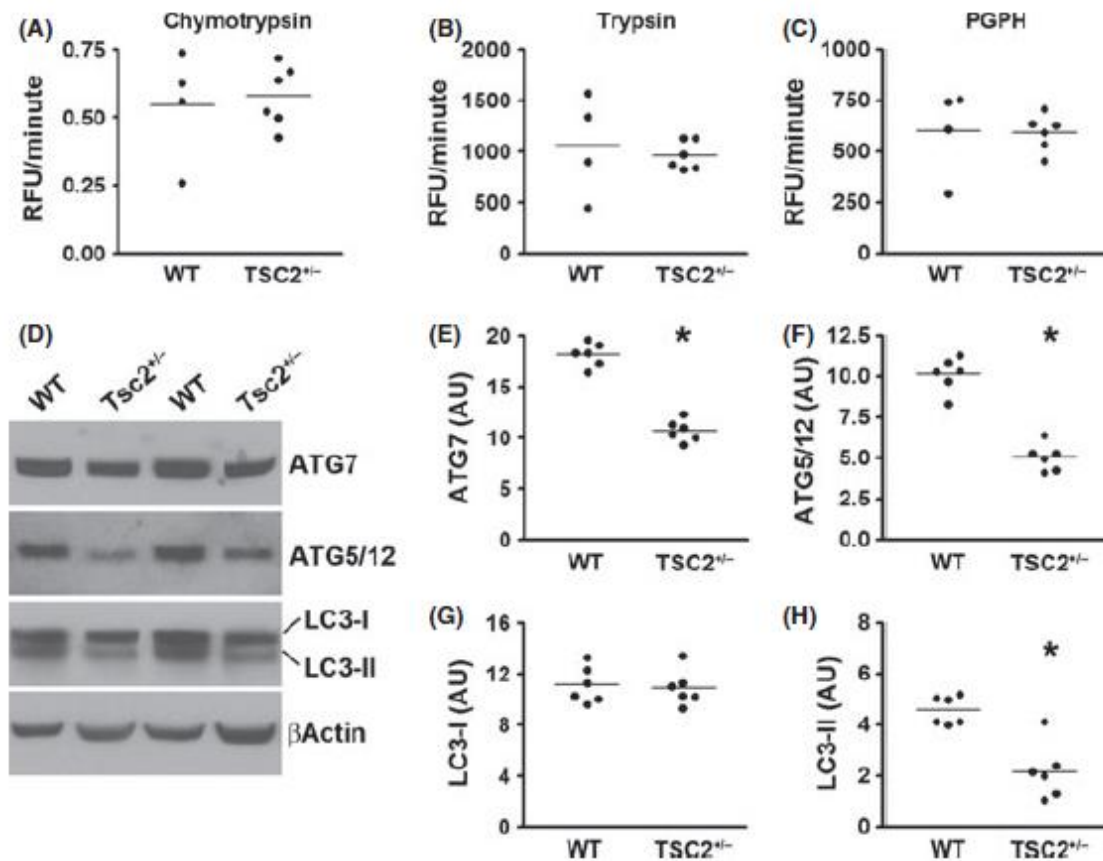 (A) Chymotrypsin
RFU/minute
0.75
0.50
0.25
0.00
WT TSC2+/−
(B) Trypsin
RFU/minute
2000
1500
1000
500
0
WT TSC2+/−
(C) PGPH
RFU/minute
1000
750
500
250
0
WT TSC2+/−
(D)
WT Tsc2+/− WT Tsc2+/−
ATG7
ATG5/12
LC3-I
LC3-II
βActin
(E)
ATG7 (AU)
20
15
10
5
0
*
WT TSC2+/−
(F)
ATG5/12 (AU)
12.5
10.0
7.5
5.0
2.5
0.0
*
WT TSC2+/−
(G)
LC3-I (AU)
16
12
8
4
0
WT TSC2+/−
(H)
LC3-II (AU)
8
6
4
2
0
*
WT TSC2+/−